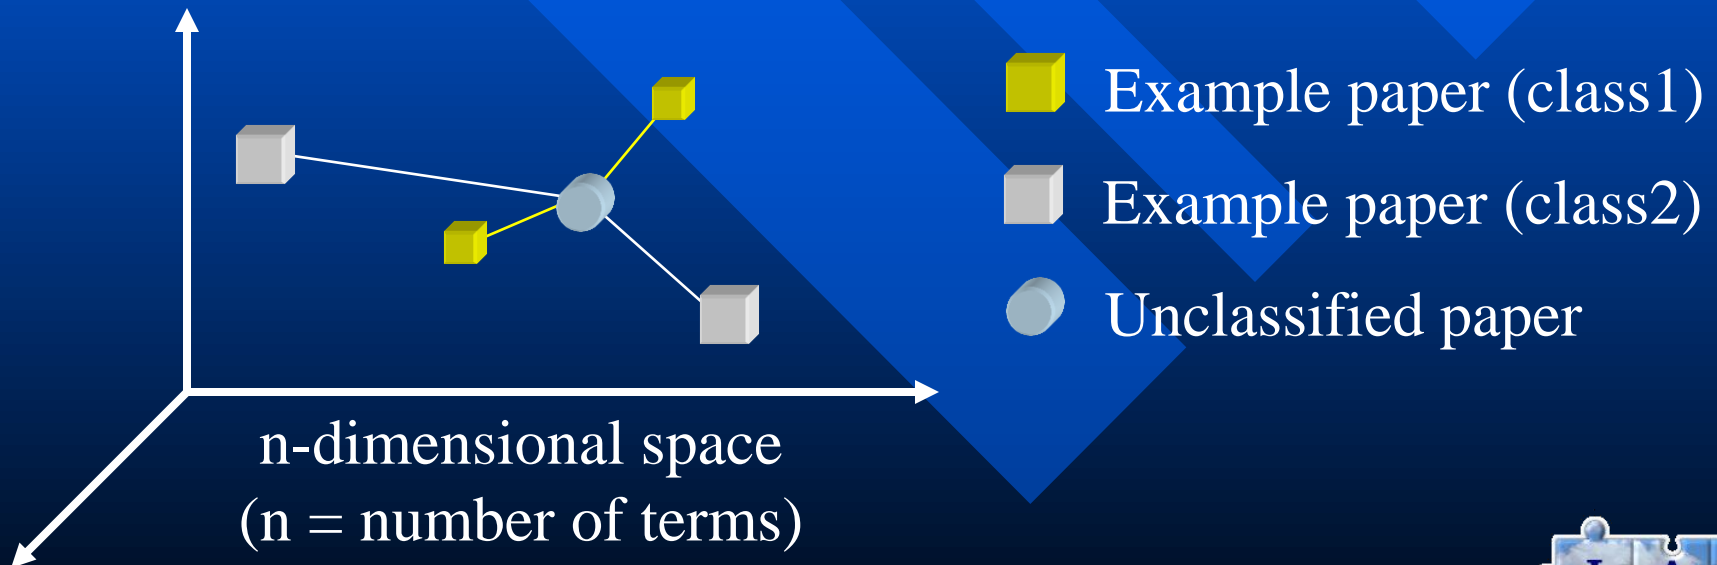 Example paper (class1)
Example paper (class2)
Unclassified paper
n-dimensional space
(n = number of terms)